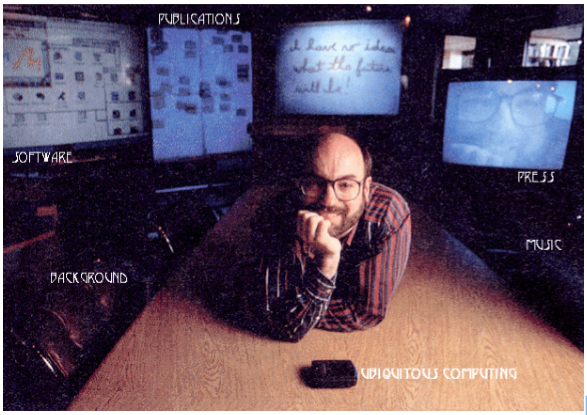 PUBLICATIONS
I have no idea
what the future
will be!
SOFTWARE
PRESS
MUSIC
BACKGROUND
UBIQUITOUS COMPUTING